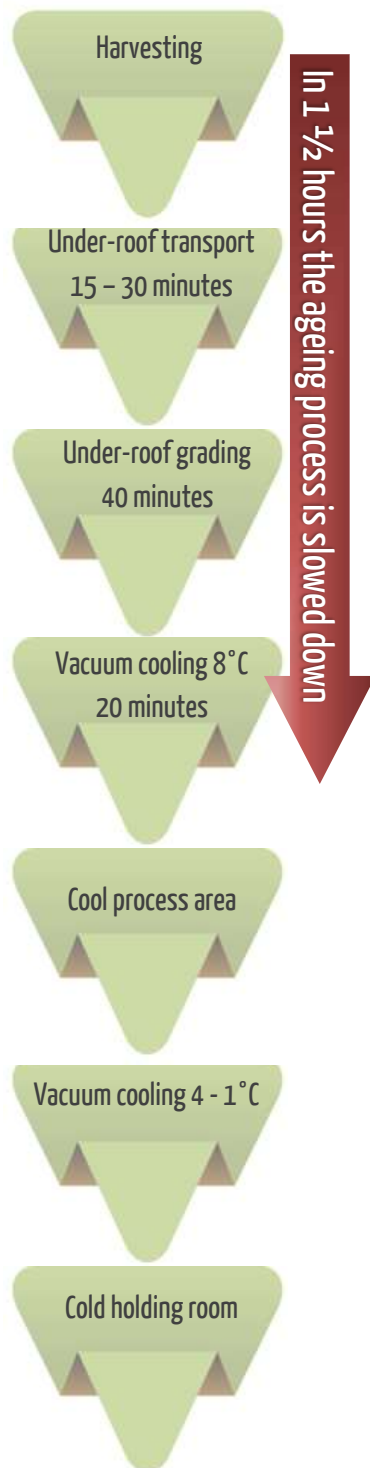 Harvesting
Under-roof transport
15 – 30 minutes
Under-roof grading
40 minutes
Vacuum cooling 8°C
20 minutes
Cool process area
Vacuum cooling 4 - 1°C
Cold holding room
In 1 ½ hours the ageing process is slowed down